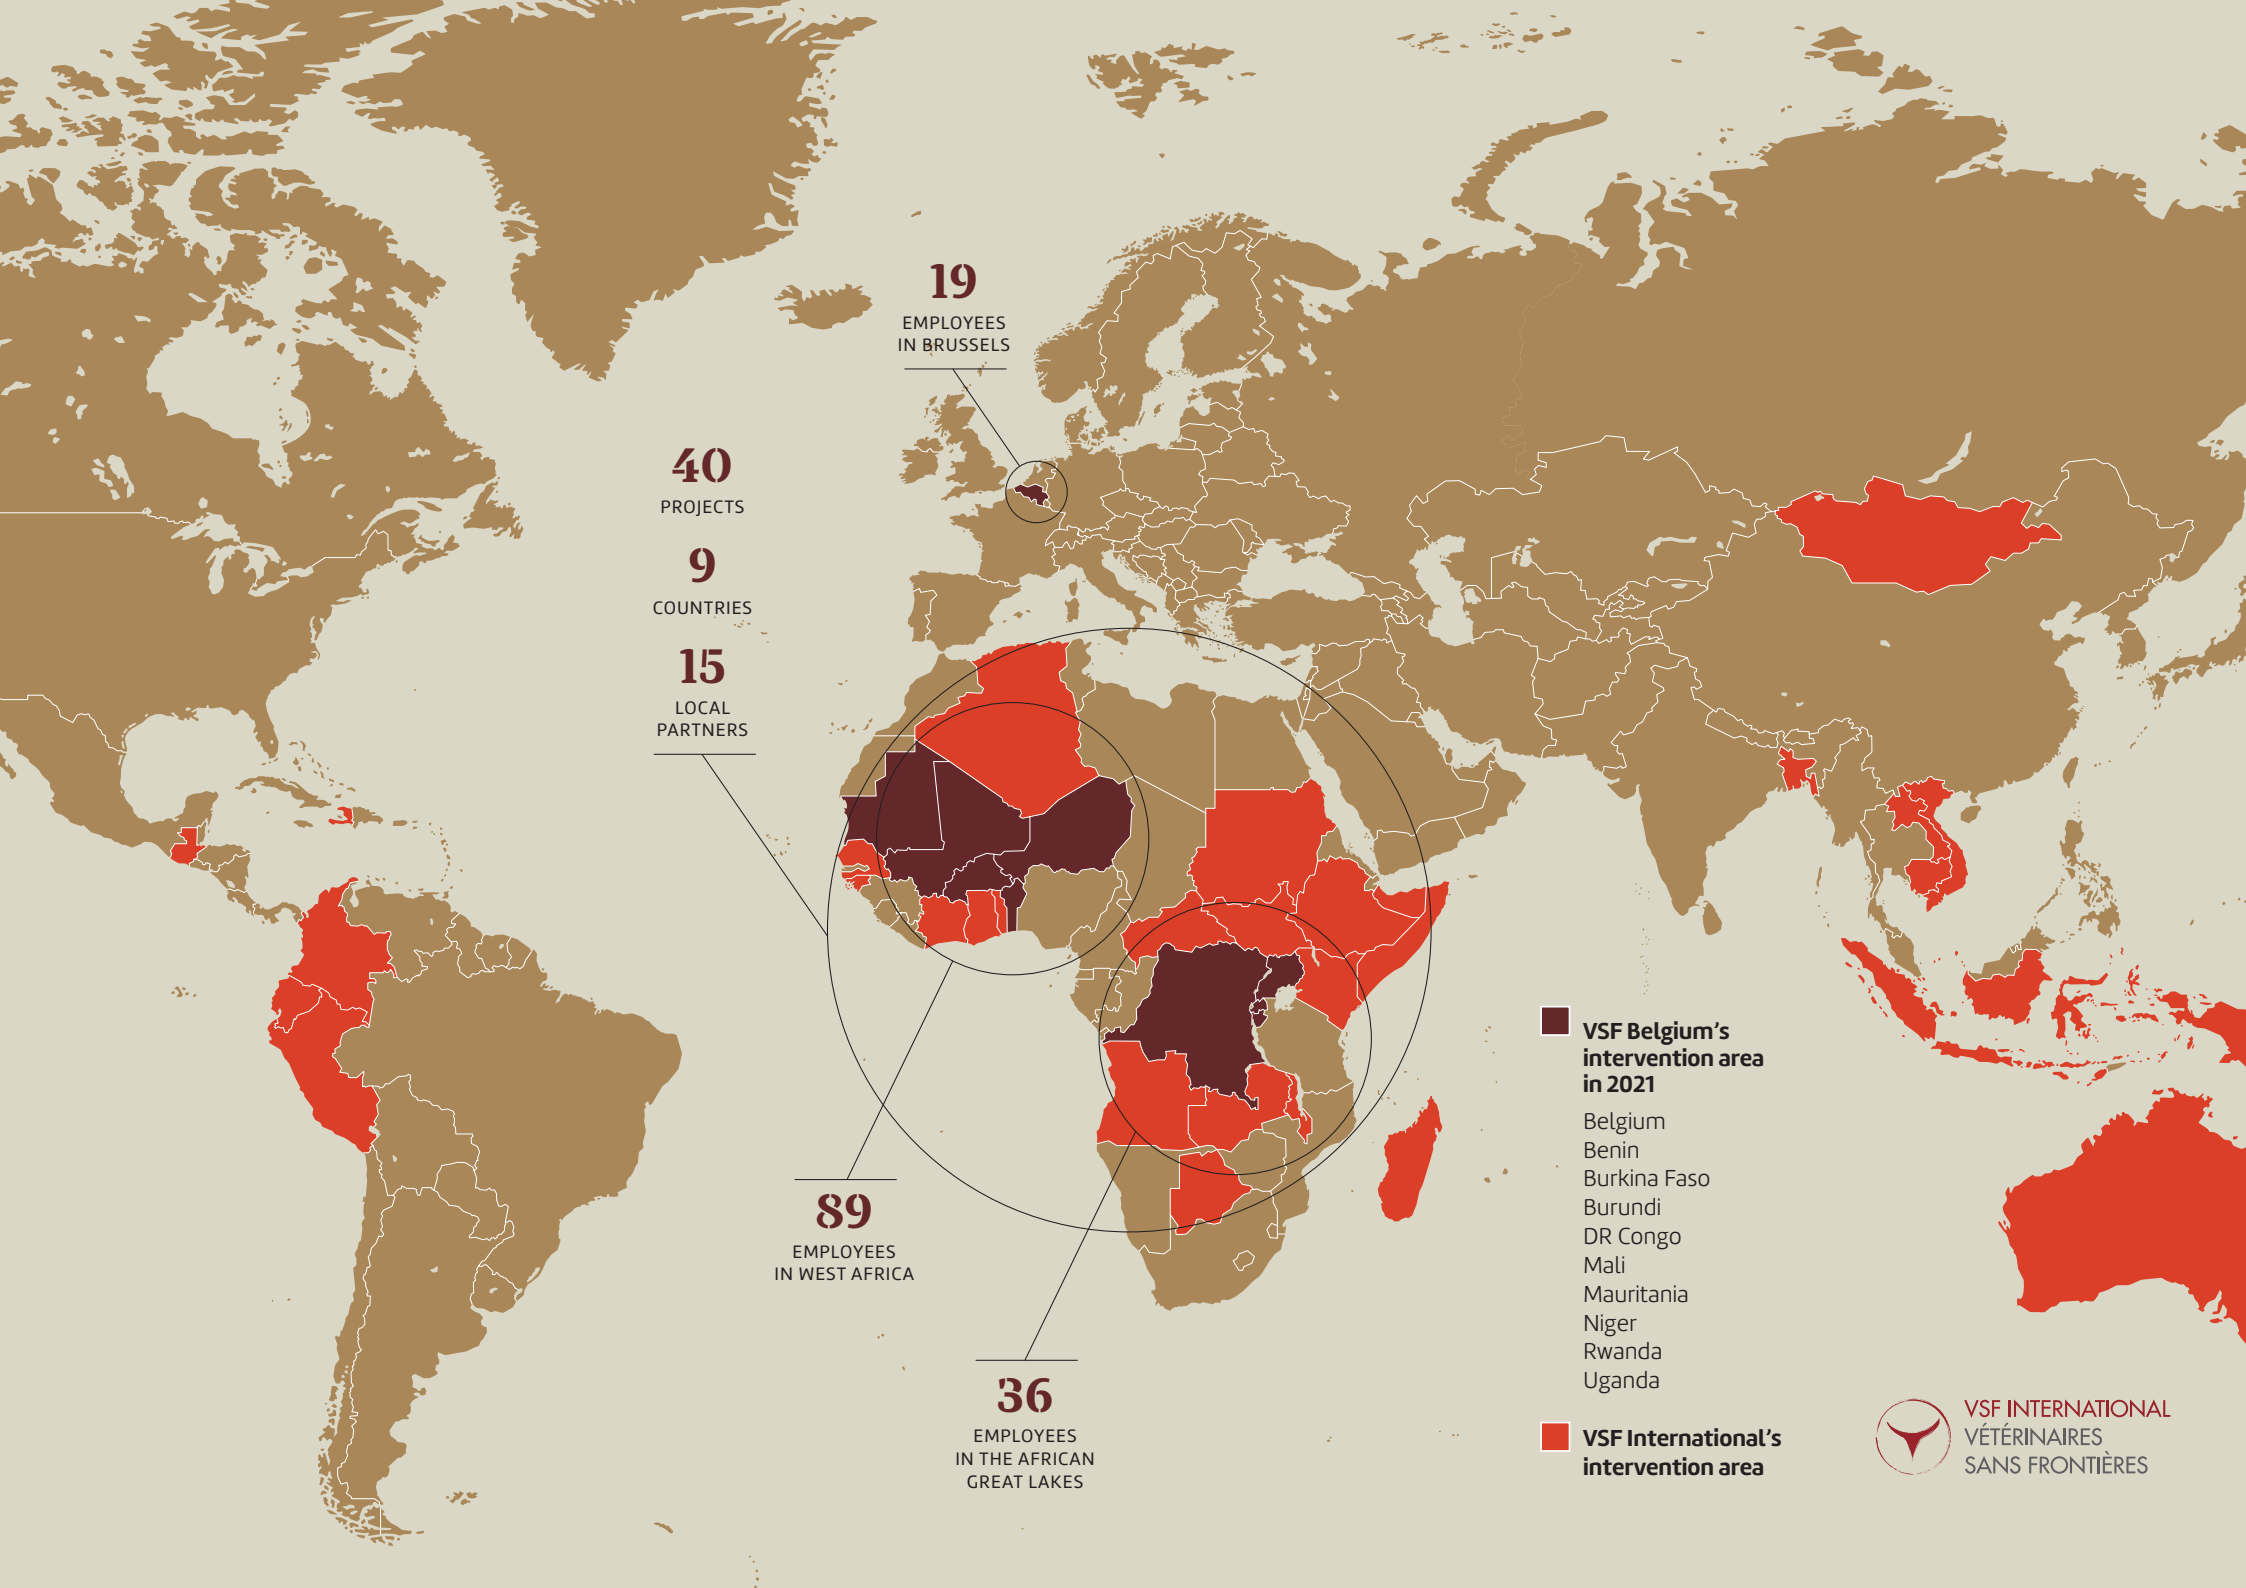 19
EMPLOYEES
IN BRUSSELS
40
PROJECTS
9
COUNTRIES
15
LOCAL
PARTNERS
89
EMPLOYEES
IN WEST AFRICA
36
EMPLOYEES
IN THE AFRICAN
GREAT LAKES
VSF Belgium's
intervention area
in 2021
Belgium
Benin
Burkina Faso
Burundi
DR Congo
Mali
Mauritania
Niger
Rwanda
Uganda
VSF International's
intervention area
VSF INTERNATIONAL
VÉTÉRINAIRES
SANS FRONTIÈRES